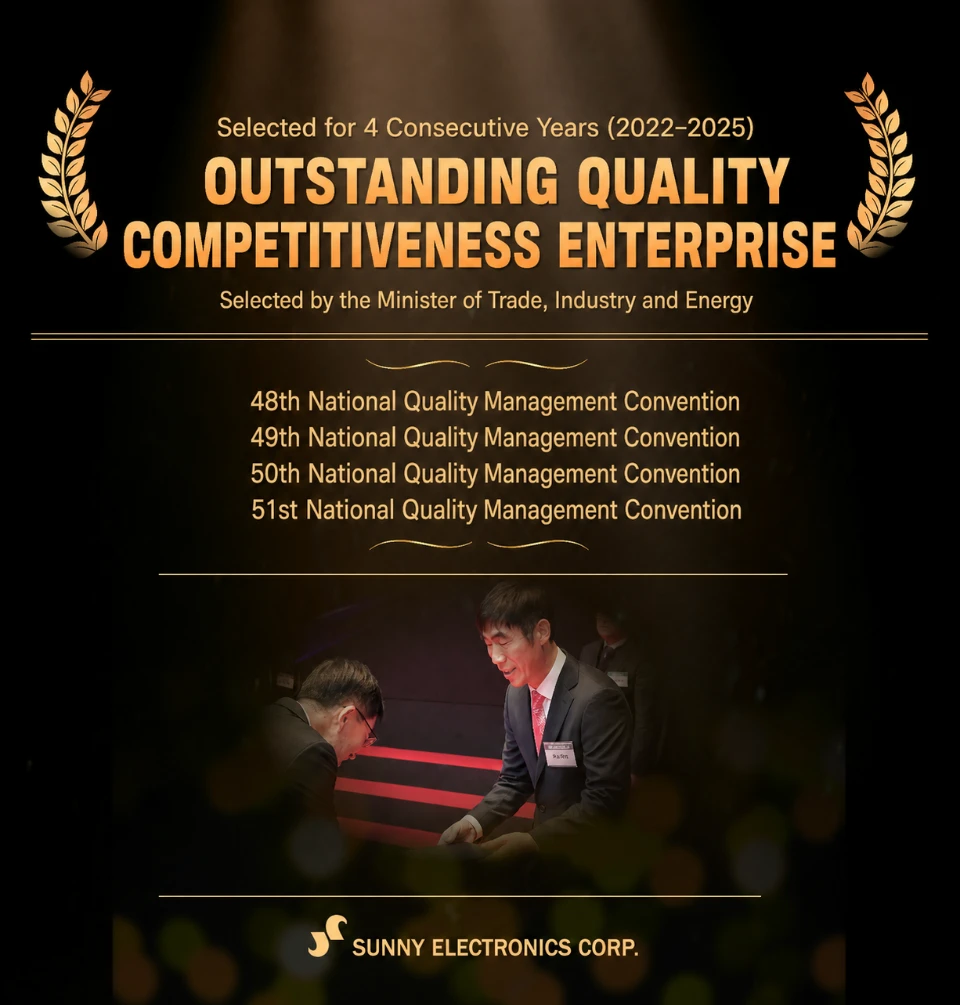 Selected for 4 Consecutive Years (2022–2025)
OUTSTANDING QUALITY
COMPETITIVENESS ENTERPRISE
Selected by the Minister of Trade, Industry and Energy
48th National Quality Management Convention
49th National Quality Management Convention
50th National Quality Management Convention
51st National Quality Management Convention
SUNNY ELECTRONICS CORP.